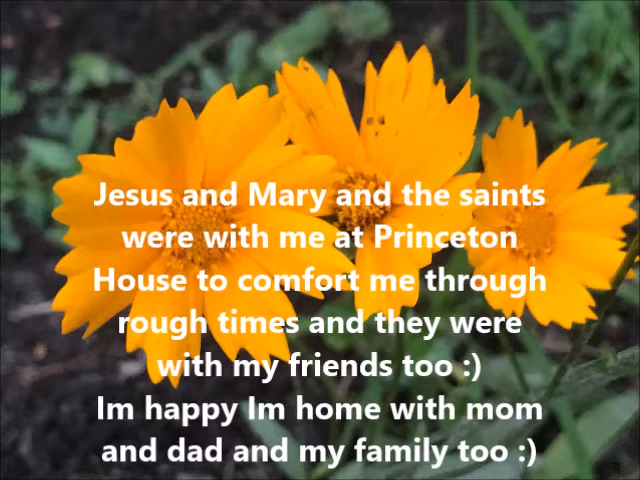 Jesus and Mary and the saints
were with me at Princeton
House to comfort me through
rough times and they were
with my friends too :)
Im happy Im home with mom
and dad and my family too :)